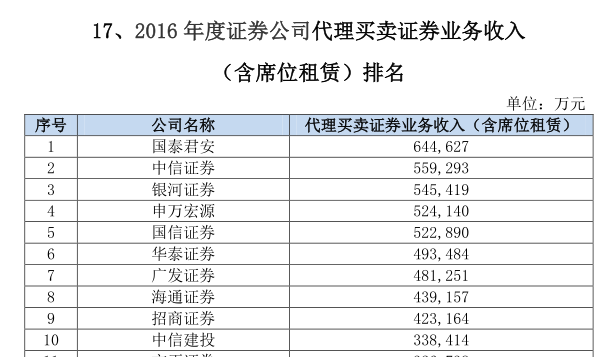 17、2016 年度证券公司代理买卖证券业务收入
（含席位租赁）排名
单位：万元
序号 公司名称 代理买卖证券业务收入（含席位租赁）
1 国泰君安 644,627
2 中信证券 559,293
3 银河证券 545,419
4 申万宏源 524,140
5 国信证券 522,890
6 华泰证券 493,484
7 广发证券 481,251
8 海通证券 439,157
9 招商证券 423,164
10 中信建投 338,414